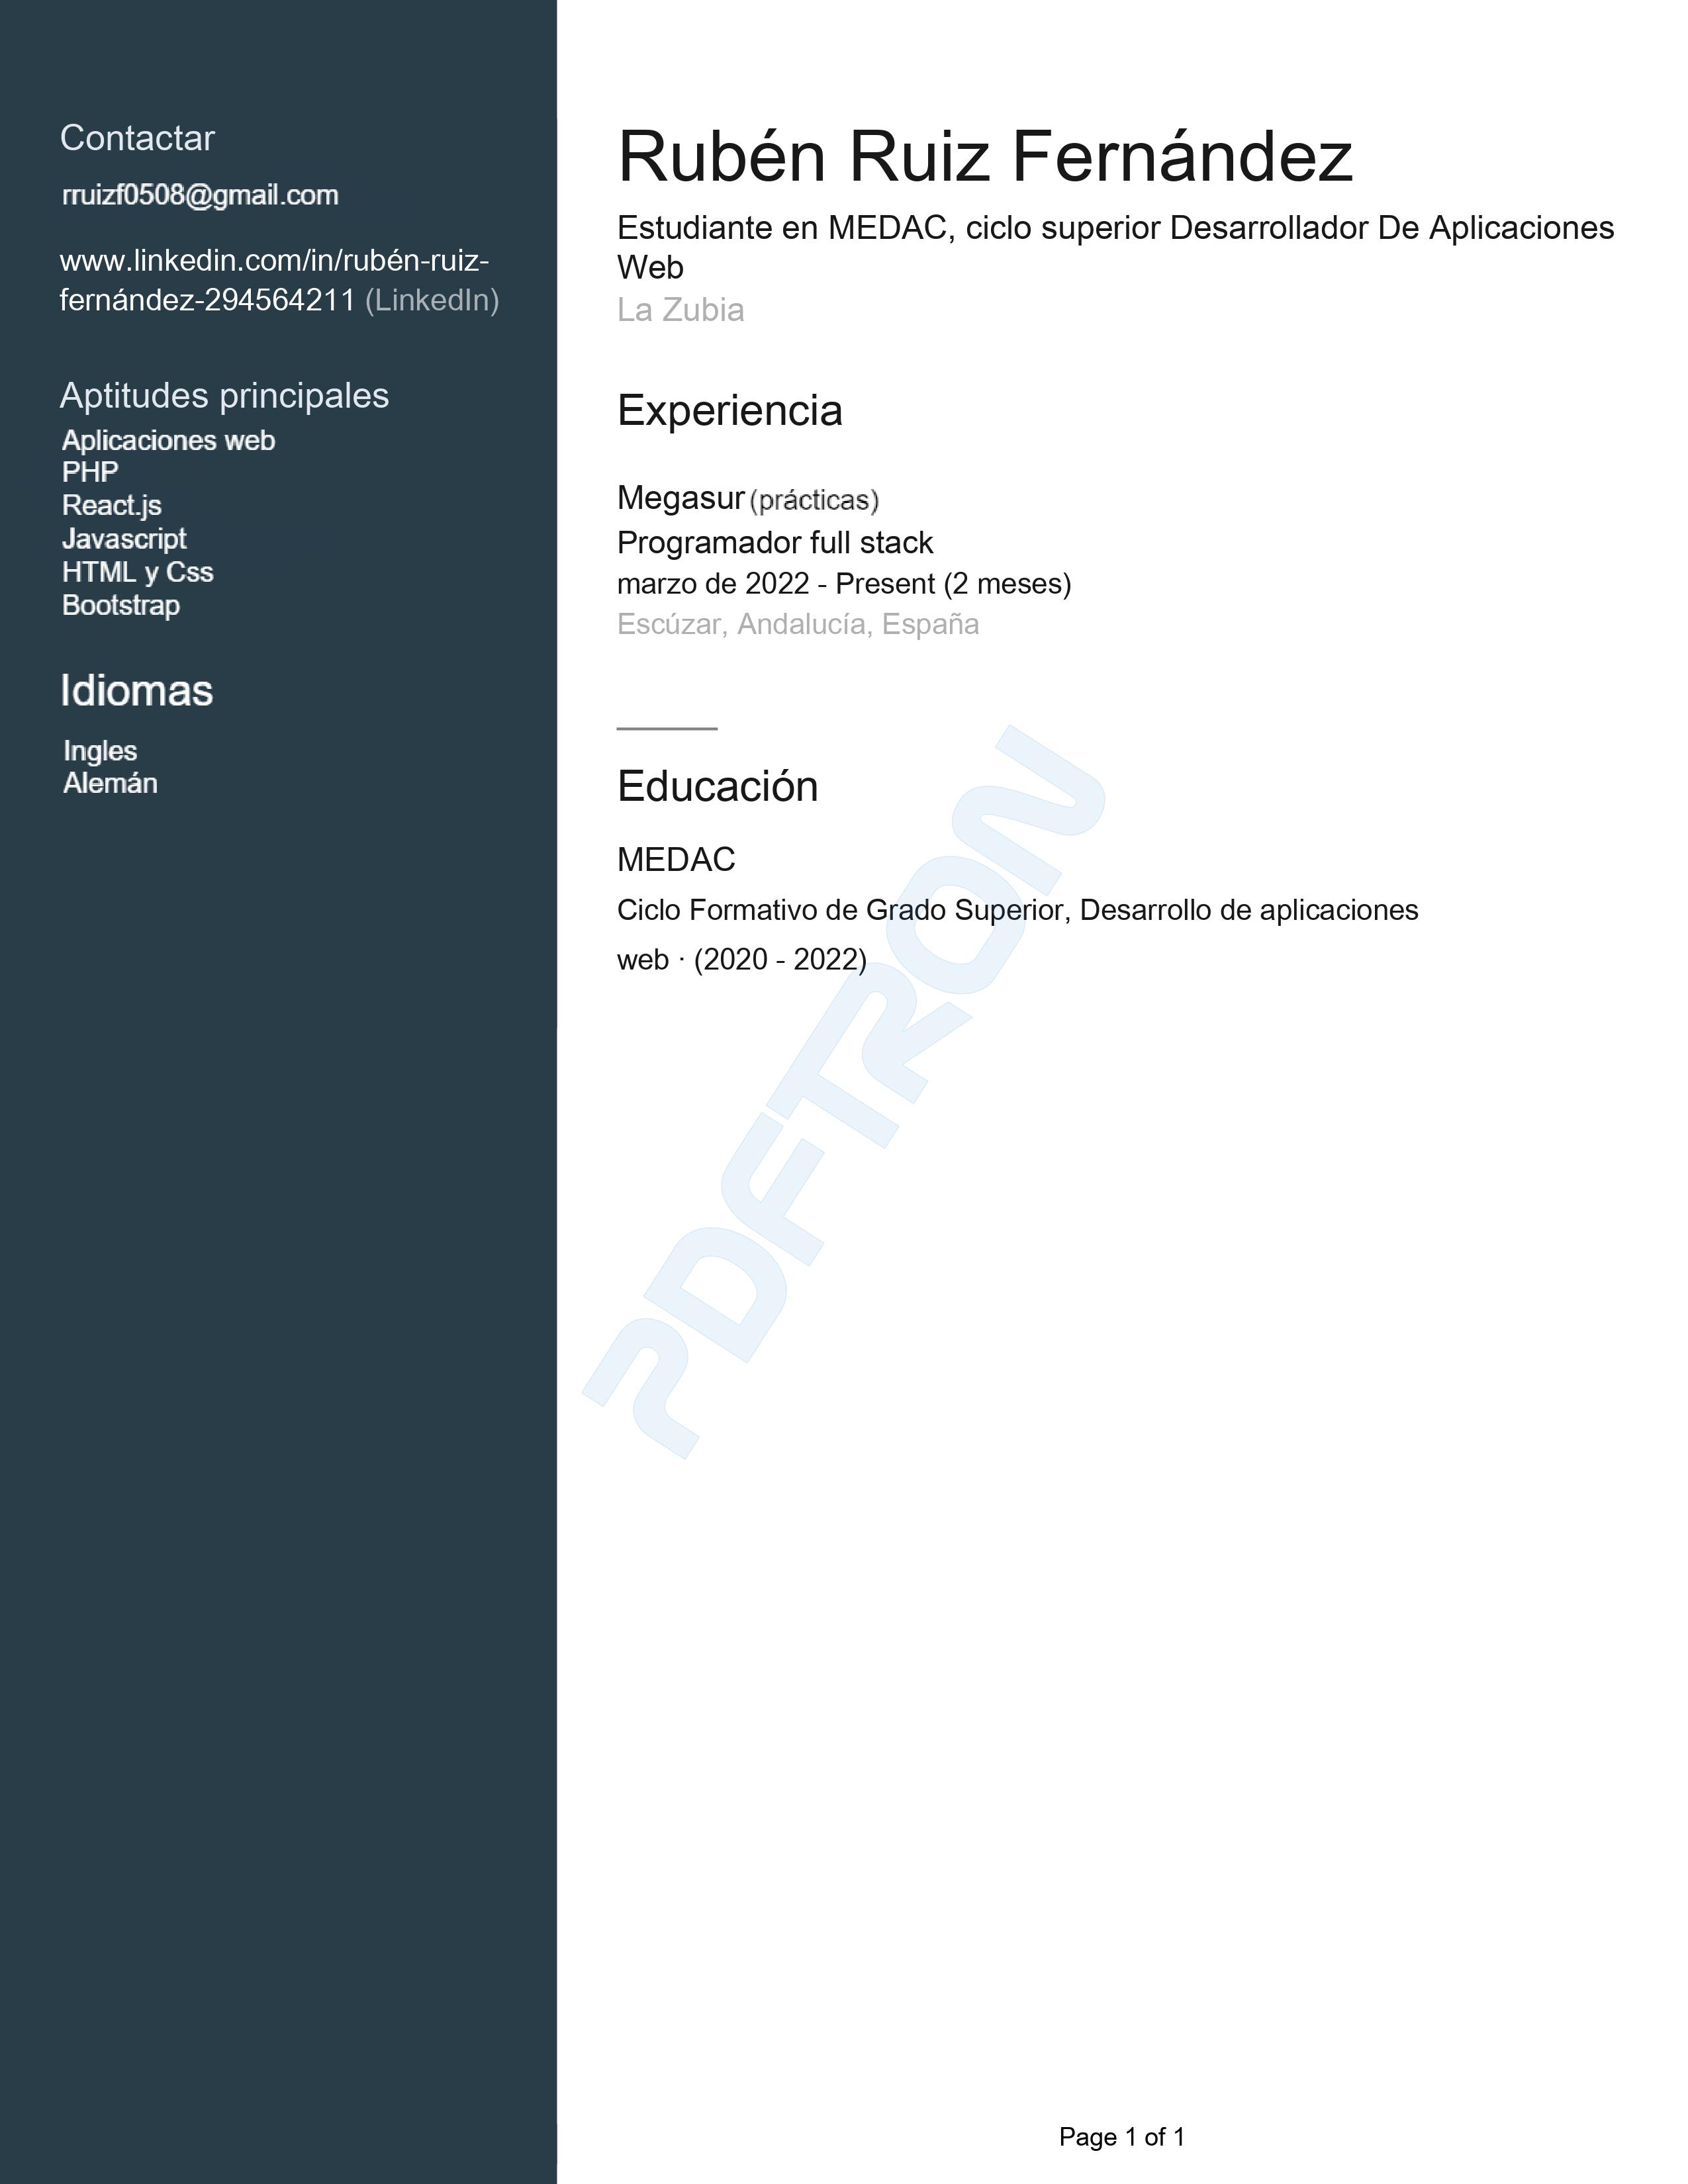 Contactar
rruizf0508@gmail.com
www.linkedin.com/in/rubén-ruiz-
fernández-294564211 (LinkedIn)
Aptitudes principales
Aplicaciones web
PHP
React.js
Javascript
HTML y Css
Bootstrap
Idiomas
Ingles
Alemán
Rubén Ruiz Fernández
Estudiante en MEDAC, ciclo superior Desarrollador De Aplicaciones
Web
La Zubia
Experiencia
Megasur (prácticas)
Programador full stack
marzo de 2022 - Present (2 meses)
Escúzar, Andalucía, España
Educación
MEDAC
Ciclo Formativo de Grado Superior, Desarrollo de aplicaciones
web · (2020 - 2022)
PDFTRON
Page 1 of 1